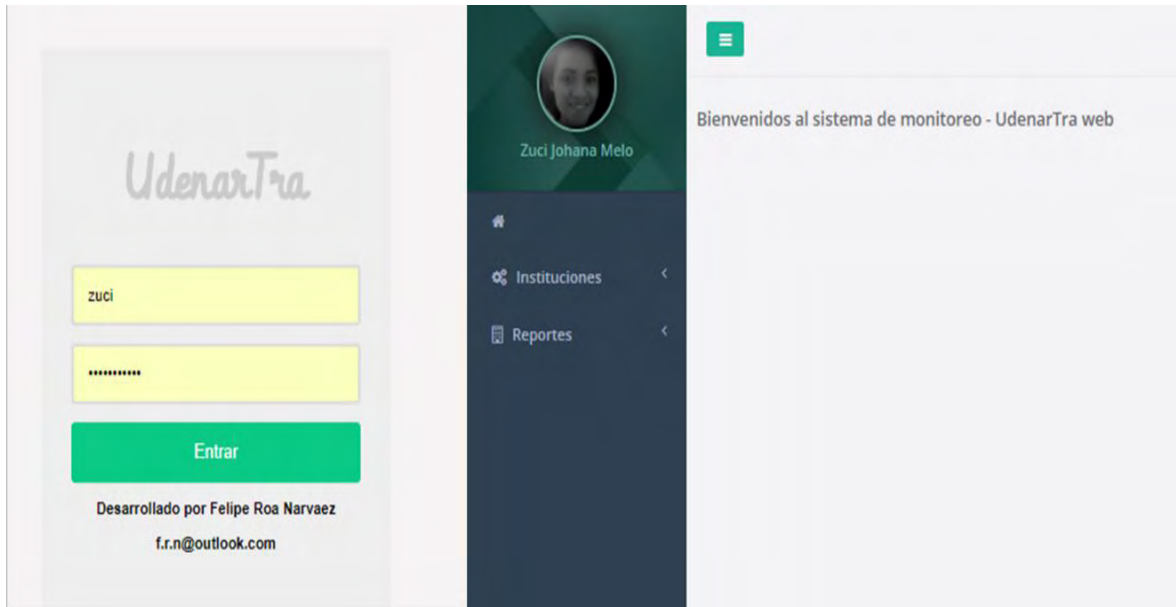 UdenarTra
zuci
•••••••••••
Entrar
Desarrollado por Felipe Roa Narvaez
f.r.n@outlook.com
Zuci Johana Melo
Instituciones
Reportes
Bienvenidos al sistema de monitoreo - UdenarTra web